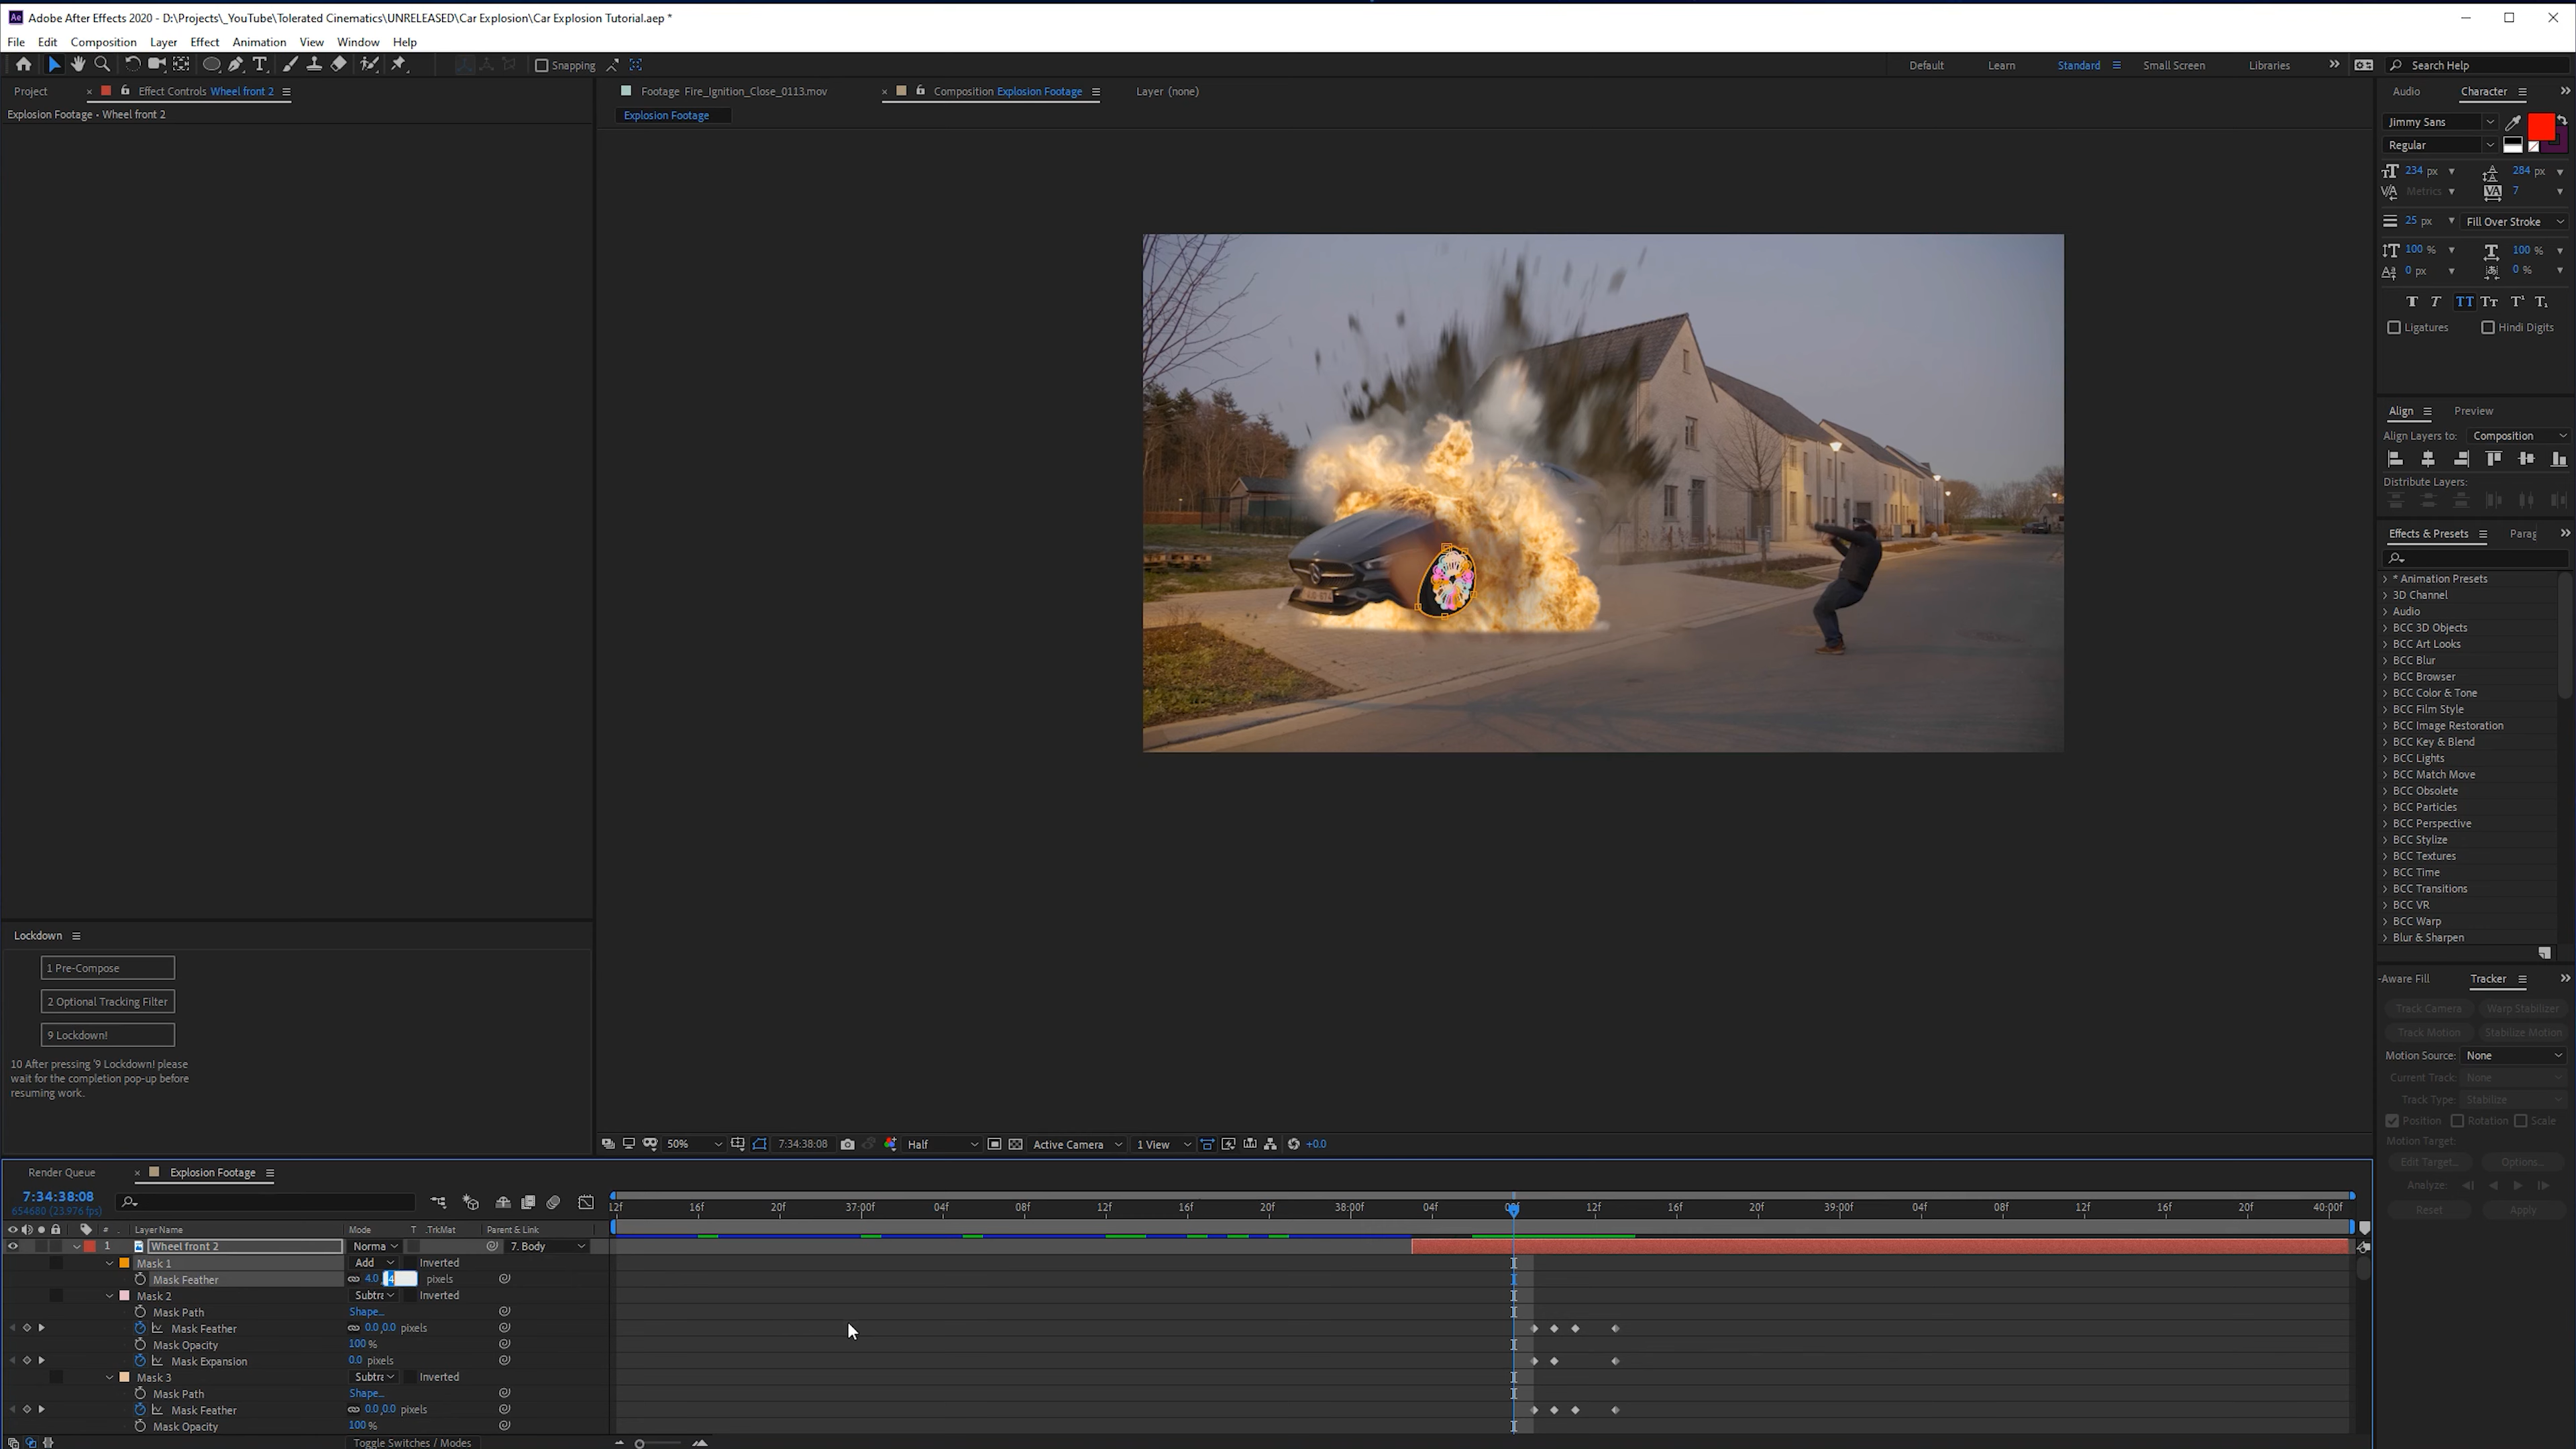 Adobe After Effects 2020 - D:\Projects\_YouTube\Tolerated Cinematics\UNRELEASED\Car Explosion\Car Explosion Tutorial.aep *
File Edit Composition Layer Effect Animation View Window Help
Snapping Default Learn Standard Small Screen Libraries Search Help
Project Effect Controls Wheel front 2 Footage Fire_Ignition_Close_0113.mov Composition Explosion Footage Layer (none)
Explosion Footage • Wheel front 2
Explosion Footage
Audio Character
Jimmy Sans
Regular
234 px 284 px
Metrics 7
25 px Fill Over Stroke
100 % 100 %
0 px 0 %
Ligatures Hindi Digits
Align Preview
Align Layers to: Composition
Distribute Layers:
Effects & Presets Parag
* Animation Presets
3D Channel
Audio
BCC 3D Objects
BCC Art Looks
BCC Blur
BCC Browser
BCC Color & Tone
BCC Film Style
BCC Image Restoration
BCC Key & Blend
BCC Lights
BCC Match Move
BCC Obsolete
BCC Particles
BCC Perspective
BCC Stylize
BCC Textures
BCC Time
BCC Transitions
BCC VR
BCC Warp
Blur & Sharpen
-Aware Fill Tracker
Track Camera Warp Stabilizer
Track Motion Stabilize Motion
Motion Source: None
Current Track: None
Track Type: Stabilize
Position Rotation Scale
Motion Target:
Edit Target... Options...
Analyze:
Reset Apply
Lockdown
1 Pre-Compose
2 Optional Tracking Filter
9 Lockdown!
10 After pressing '9 Lockdown! please
wait for the completion pop-up before
resuming work.
50% 7:34:38:08 Half Active Camera 1 View +0.0
Render Queue Explosion Footage
7:34:38:08
654680 (23.976 fps)
12f 16f 20f 37:00f 04f 08f 12f 16f 20f 38:00f 04f 12f 16f 20f 39:00f 04f 08f 12f 16f 20f 40:00f
# Layer Name Mode T .TrkMat Parent & Link
1 Wheel front 2 Norma 7. Body
Mask 1 Add Inverted
Mask Feather 4.0 4 pixels
Mask 2 Subtra Inverted
Mask Path Shape...
Mask Feather 0.0,0.0 pixels
Mask Opacity 100 %
Mask Expansion 0.0 pixels
Mask 3 Subtra Inverted
Mask Path Shape...
Mask Feather 0.0,0.0 pixels
Mask Opacity 100 %
Toggle Switches / Modes